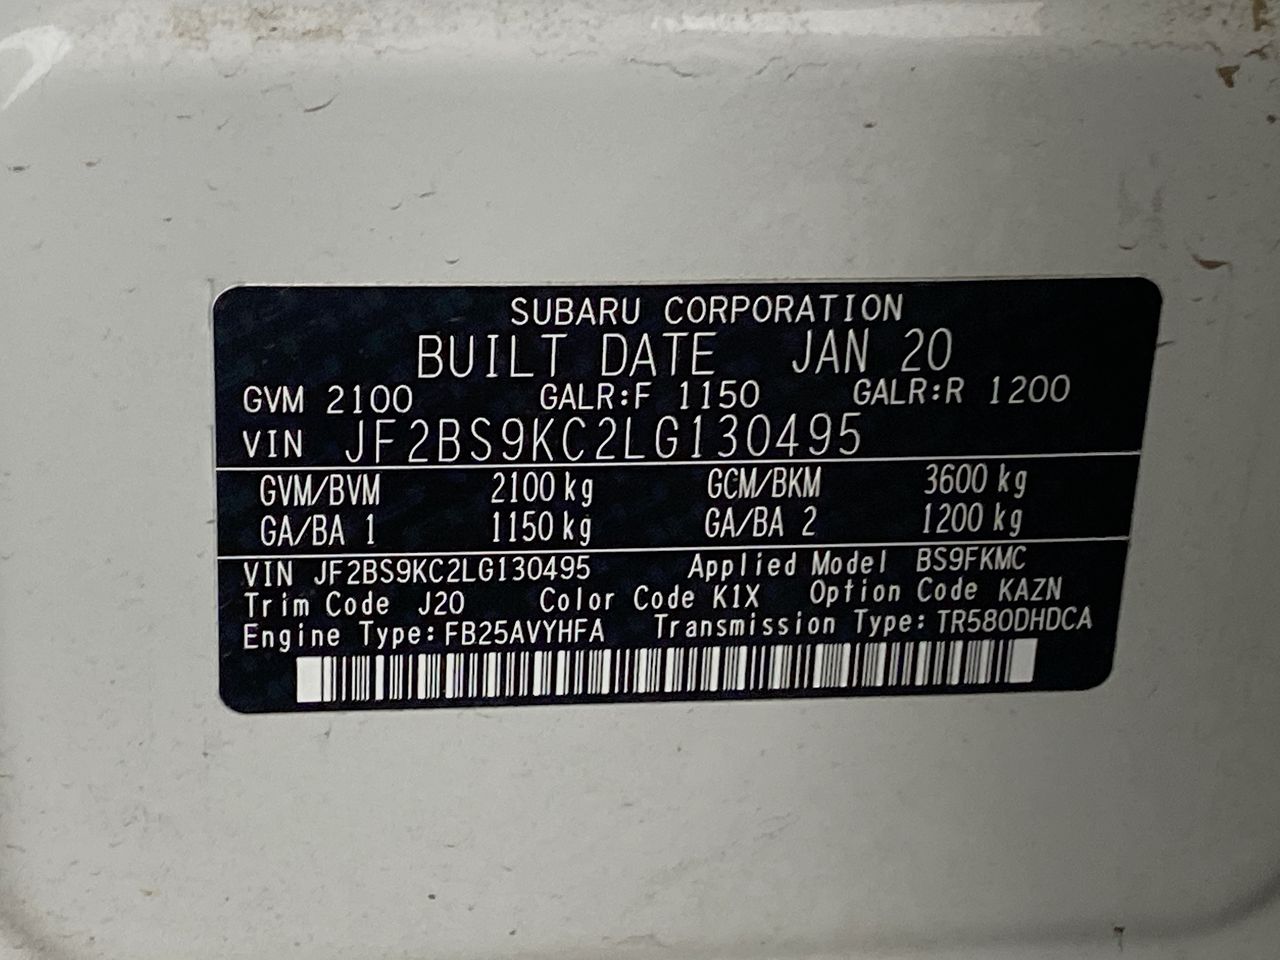 SUBARU CORPORATION
BUILT DATE JAN 20
GVM 2100 GALR:F 1150 GALR:R 1200
VIN JF2BS9KC2LG130495
GVM/BVM 2100 kg GCM/BKM 3600 kg
GA/BA 1 1150 kg GA/BA 2 1200 kg
VIN JF2BS9KC2LG130495 Applied Model BS9FKMC
Trim Code J20 Color Code K1X Option Code KAZN
Engine Type: FB25AVYHFA Transmission Type: TR580DHDCA